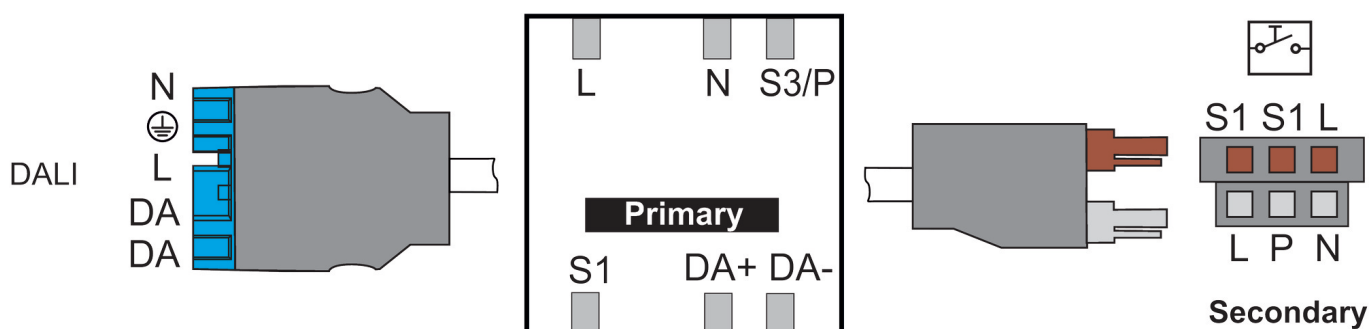 DALI
N
L
DA
DA
L N S3/P
Primary
S1 DA+ DA-
S1 S1 L
L P N
Secondary